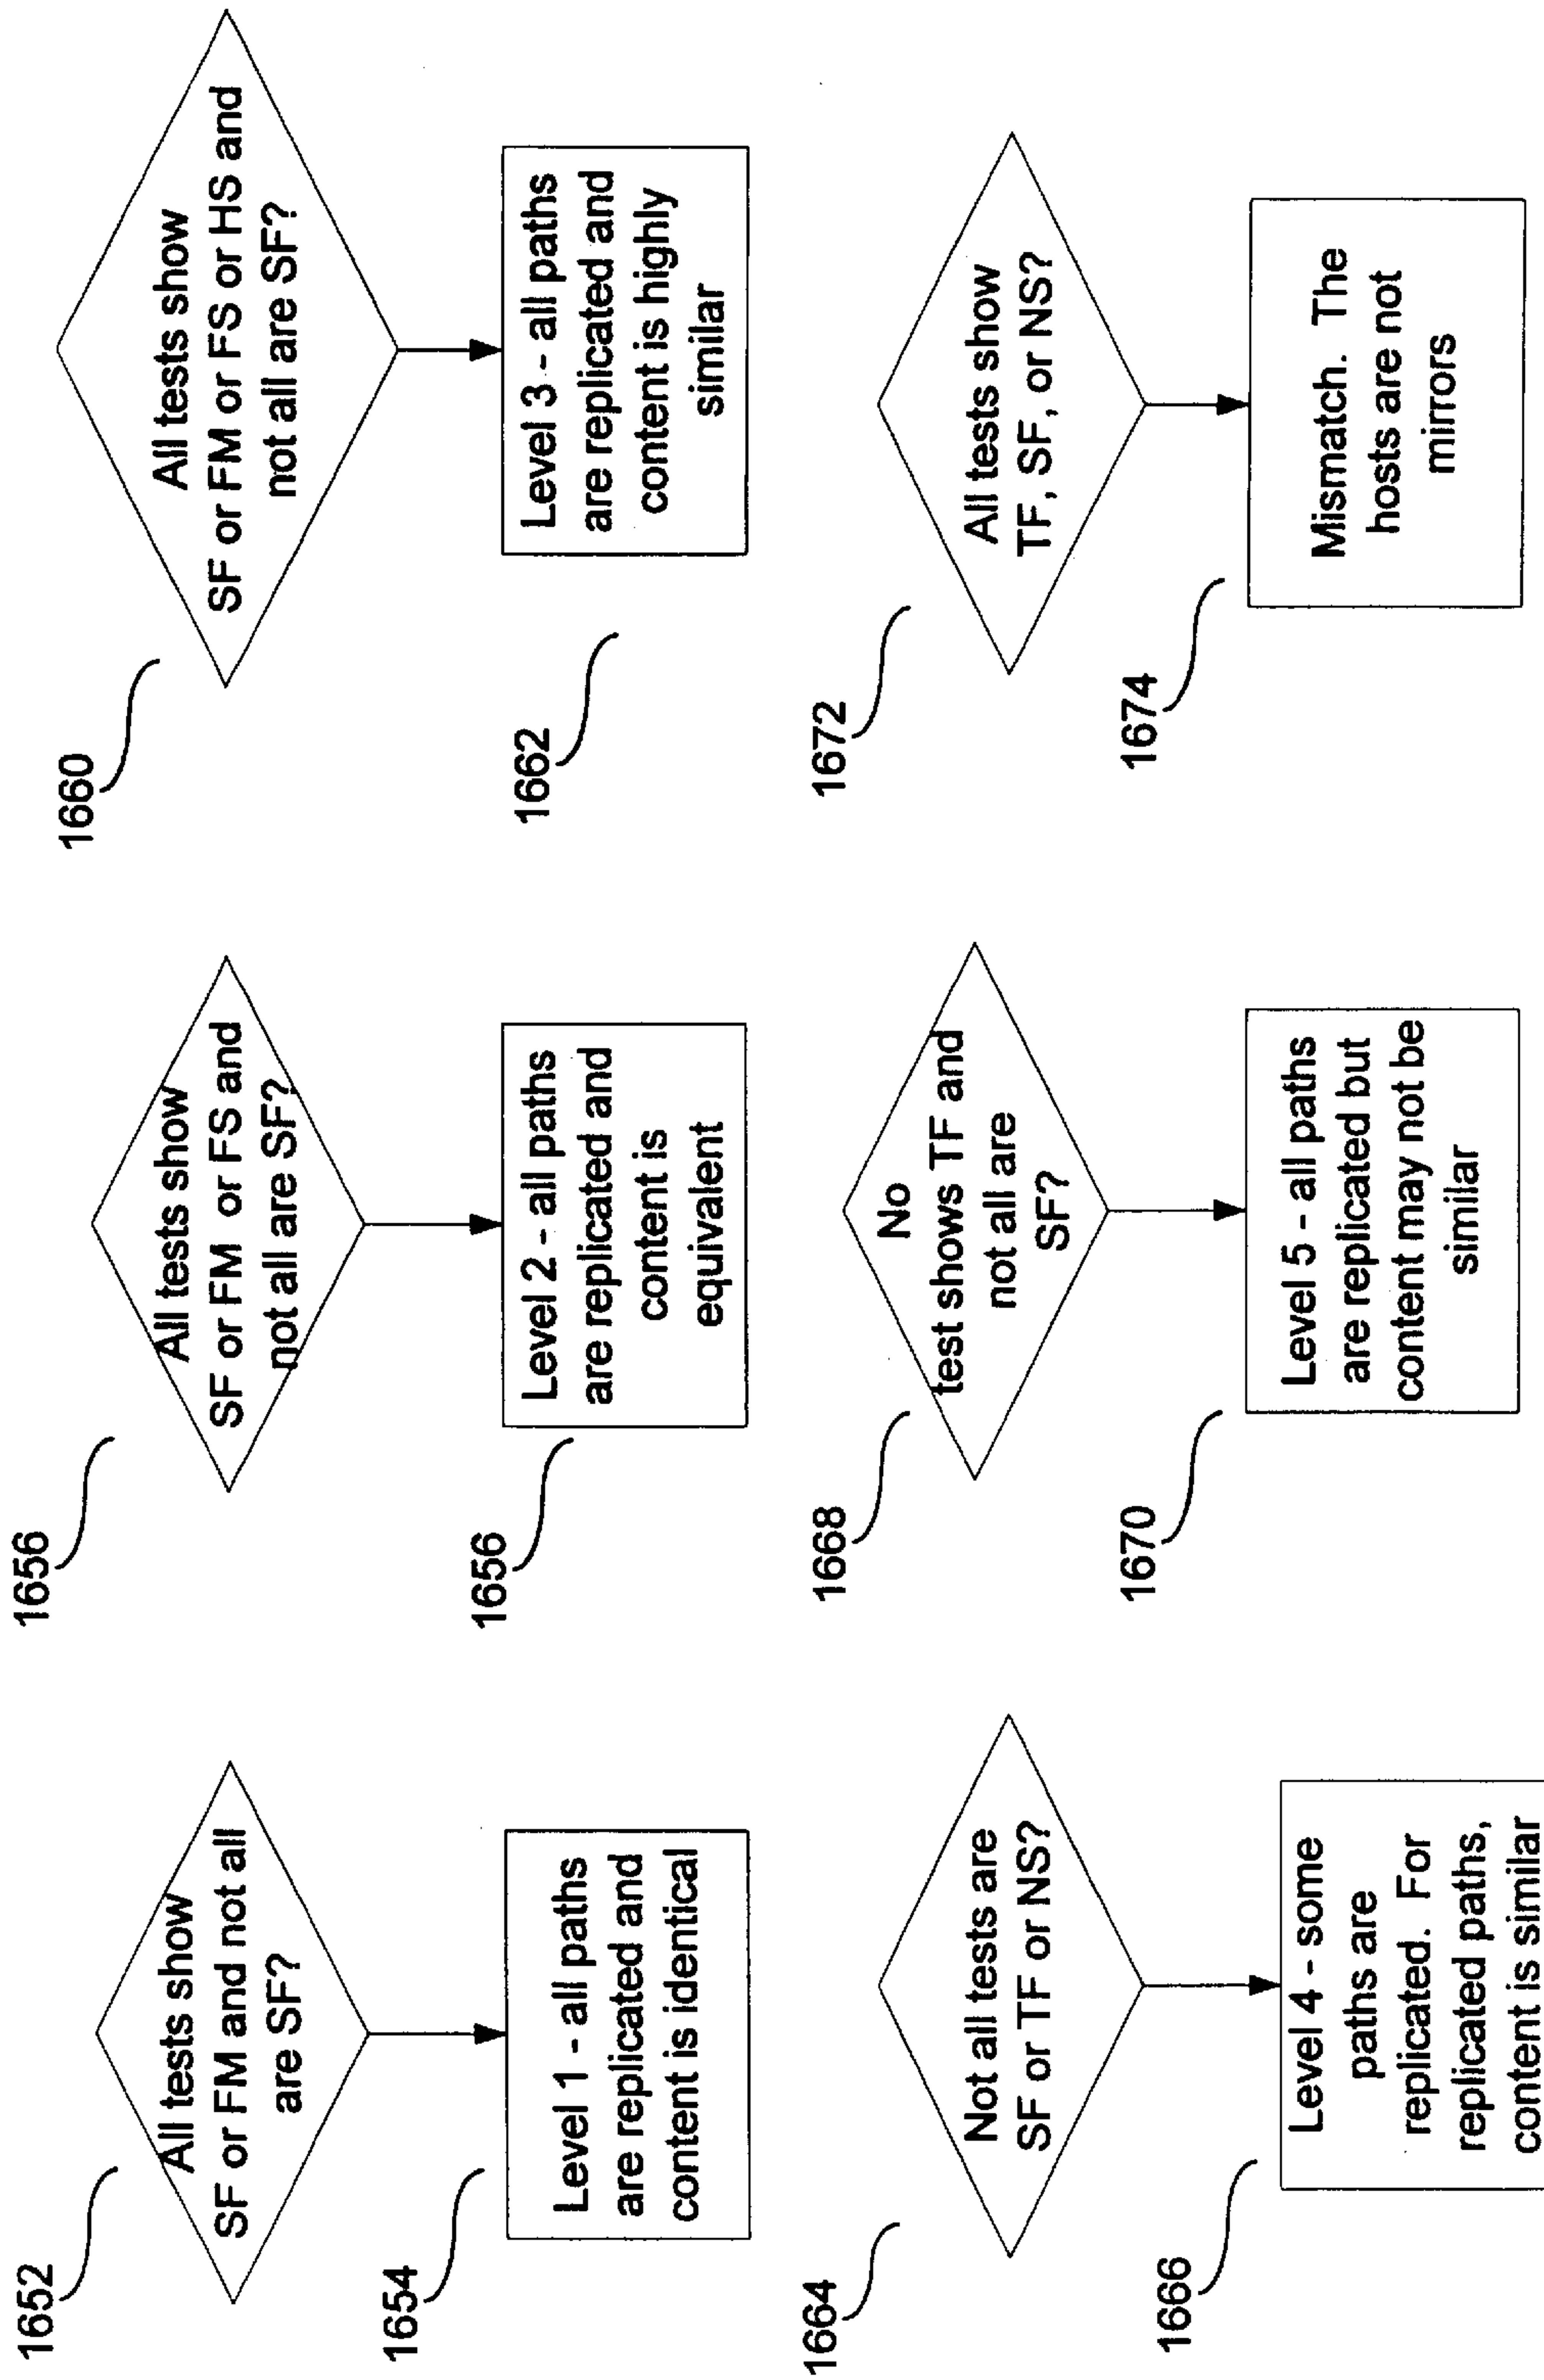 1652
All tests show
SF or FM and not all
are SF?
1654
Level 1 - all paths
are replicated and
content is identical
1656
All tests show
SF or FM or FS and
not all are SF?
1656
Level 2 - all paths
are replicated and
content is
equivalent
1660
All tests show
SF or FM or FS or HS and
not all are SF?
1662
Level 3 - all paths
are replicated and
content is highly
similar
1664
Not all tests are
SF or TF or NS?
1666
Level 4 - some
paths are
replicated. For
replicated paths,
content is similar
1668
No
test shows TF and
not all are
SF?
1670
Level 5 - all paths
are replicated but
content may not be
similar
1672
All tests show
TF, SF, or NS?
1674
Mismatch. The
hosts are not
mirrors